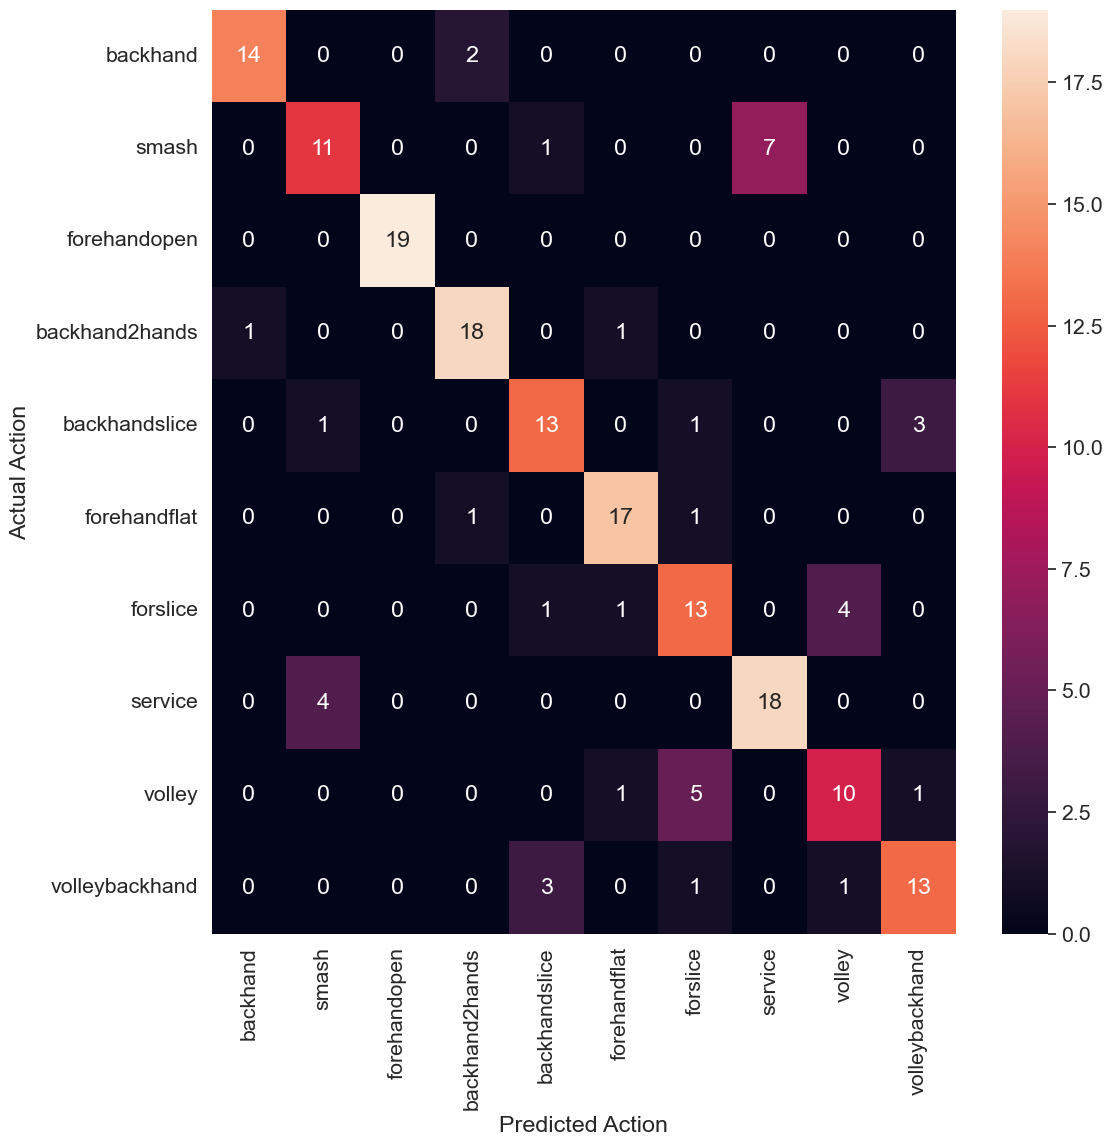 backhand 14 0 0 2 0 0 0 0 0 0
smash 0 11 0 0 1 0 0 7 0 0
forehandopen 0 0 19 0 0 0 0 0 0 0
backhand2hands 1 0 0 18 0 1 0 0 0 0
backhandslice 0 1 0 0 13 0 1 0 0 3
forehandflat 0 0 0 1 0 17 1 0 0 0
forslice 0 0 0 0 1 1 13 0 4 0
service 0 4 0 0 0 0 0 18 0 0
volley 0 0 0 0 0 1 5 0 10 1
volleybackhand 0 0 0 0 3 0 1 0 1 13
Actual Action
backhand
smash
forehandopen
backhand2hands
backhandslice
forehandflat
forslice
service
volley
volleybackhand
Predicted Action
17.5
15.0
12.5
10.0
7.5
5.0
2.5
0.0